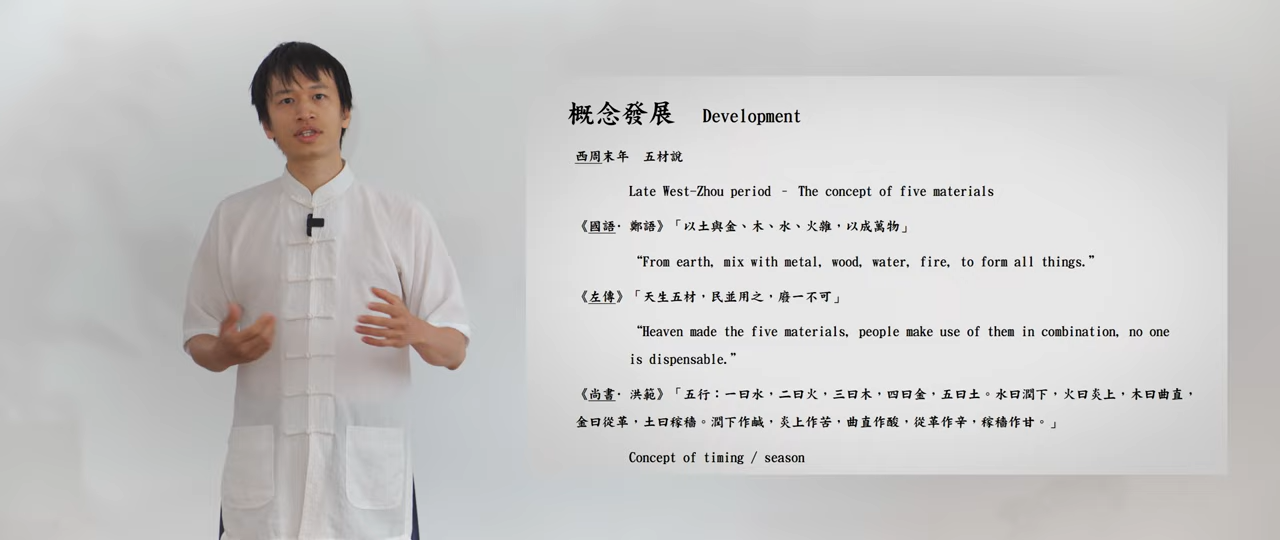 概念發展 Development
西周末年 五材說
Late West-Zhou period – The concept of five materials
《國語· 鄭語》「以土與金、木、水、火雜，以成萬物」
“From earth, mix with metal, wood, water, fire, to form all things.”
《左傳》「天生五材，民並用之，廢一不可」
“Heaven made the five materials, people make use of them in combination, no one
is dispensable.”
《尚書· 洪範》「五行：一曰水，二曰火，三曰木，四曰金，五曰土。水曰潤下，火曰炎上，木曰曲直，
金曰從革，土曰稼穡。潤下作鹹，炎上作苦，曲直作酸，從革作辛，稼穡作甘。」
Concept of timing / season